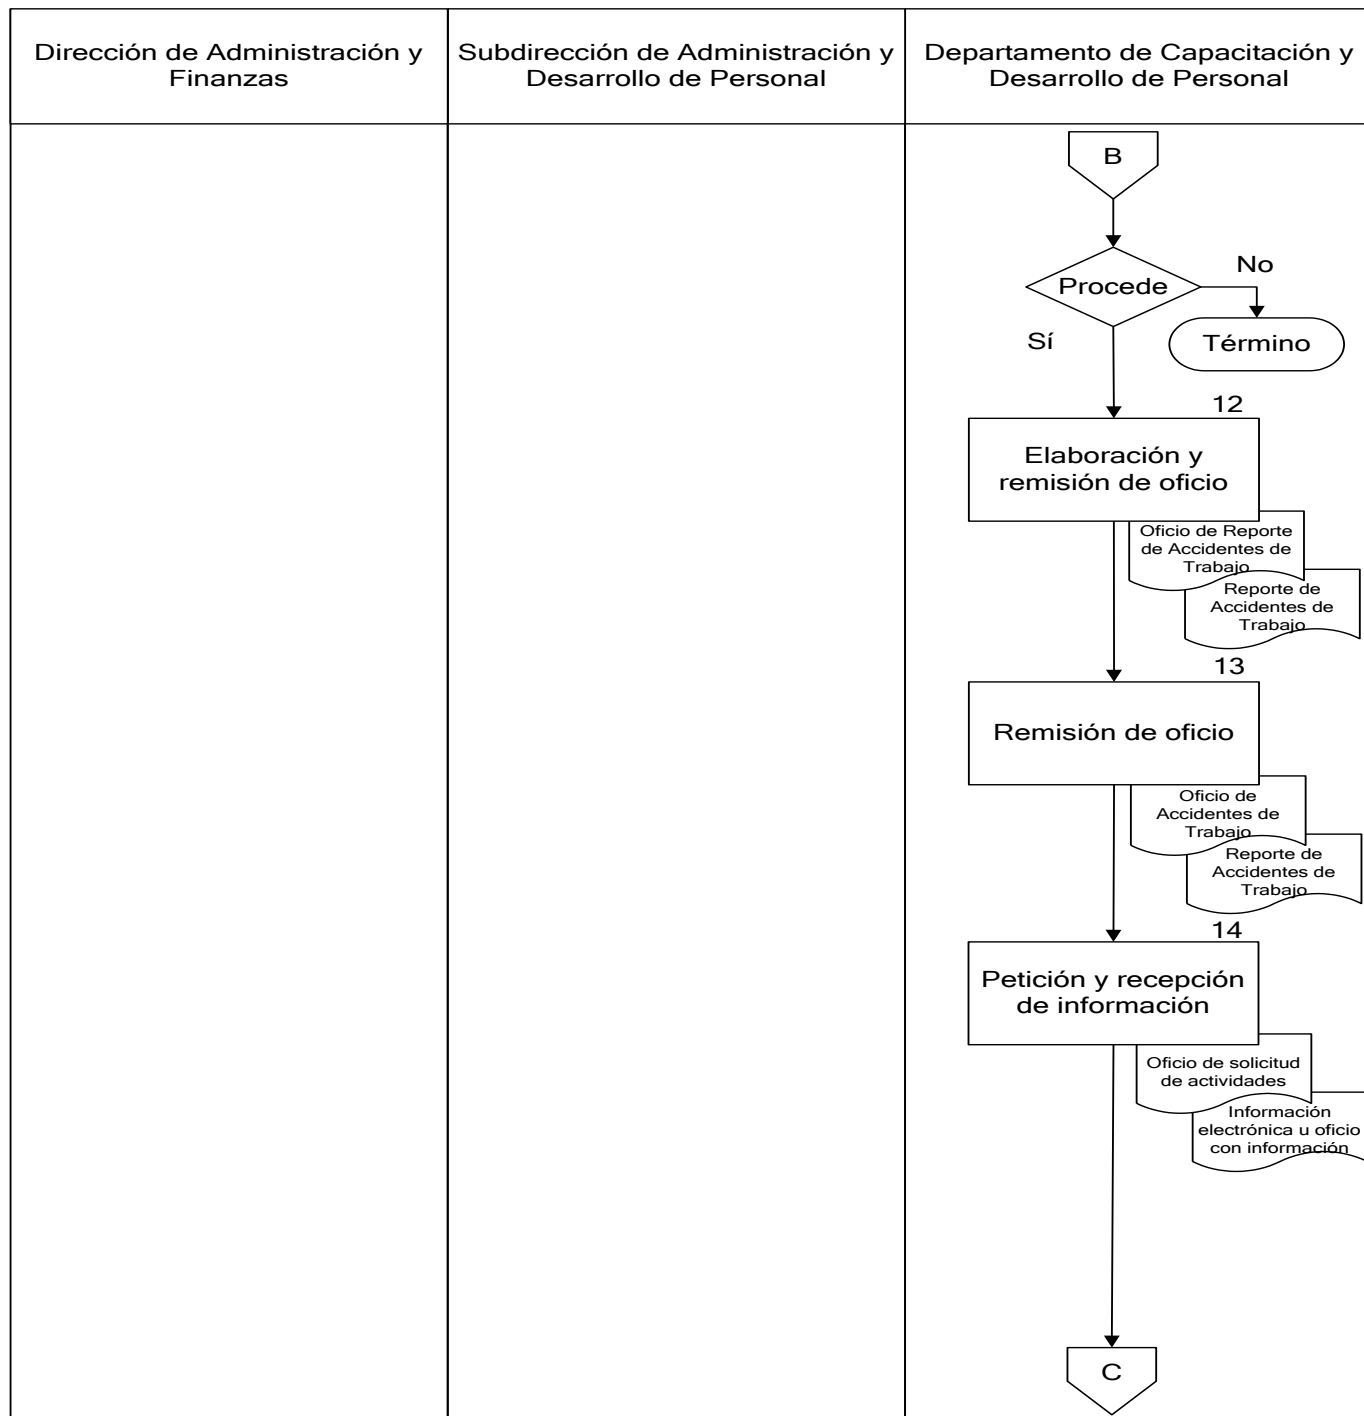 Dirección de Administración y
Finanzas
Subdirección de Administración y
Desarrollo de Personal
Departamento de Capacitación y
Desarrollo de Personal
B
Procede
No
Sí
Término
12
Elaboración y
remisión de oficio
Oficio de Reporte
de Accidentes de
Trabajo
Reporte de
Accidentes de
Trabajo
13
Remisión de oficio
Oficio de
Accidentes de
Trabajo
Reporte de
Accidentes de
Trabajo
14
Petición y recepción
de información
Oficio de solicitud
de actividades
Información
electrónica u oficio
con información
C